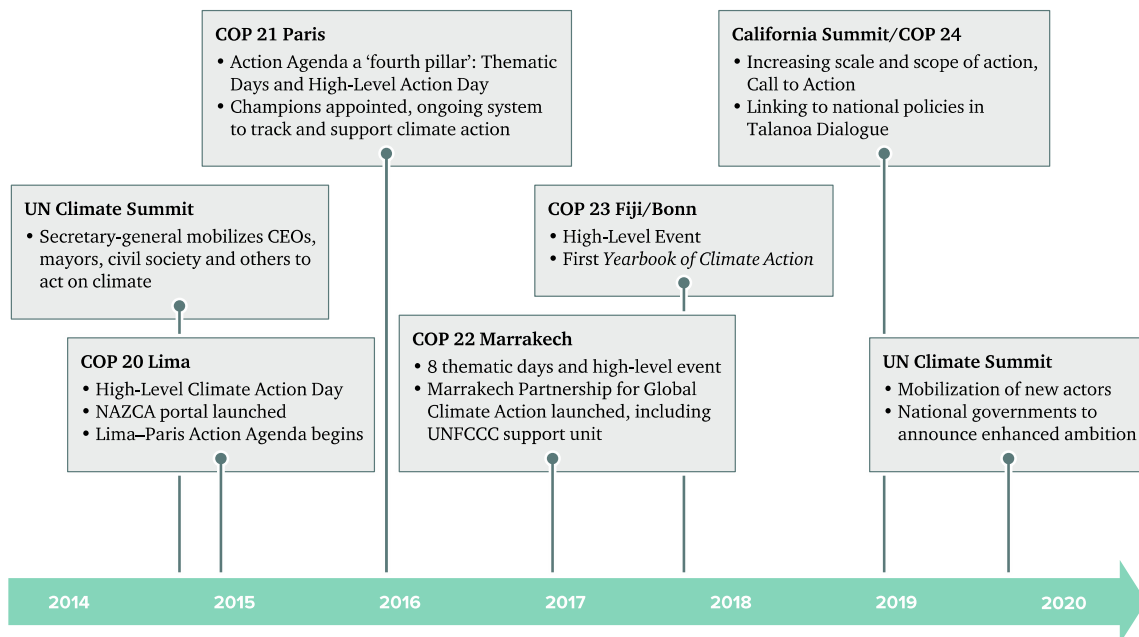 COP 21 Paris
• Action Agenda a ‘fourth pillar’: Thematic
Days and High-Level Action Day
• Champions appointed, ongoing system
to track and support climate action
California Summit/COP 24
• Increasing scale and scope of action,
Call to Action
• Linking to national policies in
Talanoa Dialogue
UN Climate Summit
• Secretary-general mobilizes CEOs,
mayors, civil society and others to
act on climate
COP 23 Fiji/Bonn
• High-Level Event
• First Yearbook of Climate Action
COP 20 Lima
• High-Level Climate Action Day
• NAZCA portal launched
• Lima–Paris Action Agenda begins
COP 22 Marrakech
• 8 thematic days and high-level event
• Marrakech Partnership for Global
Climate Action launched, including
UNFCCC support unit
UN Climate Summit
• Mobilization of new actors
• National governments to
announce enhanced ambition
2014 2015 2016 2017 2018 2019 2020